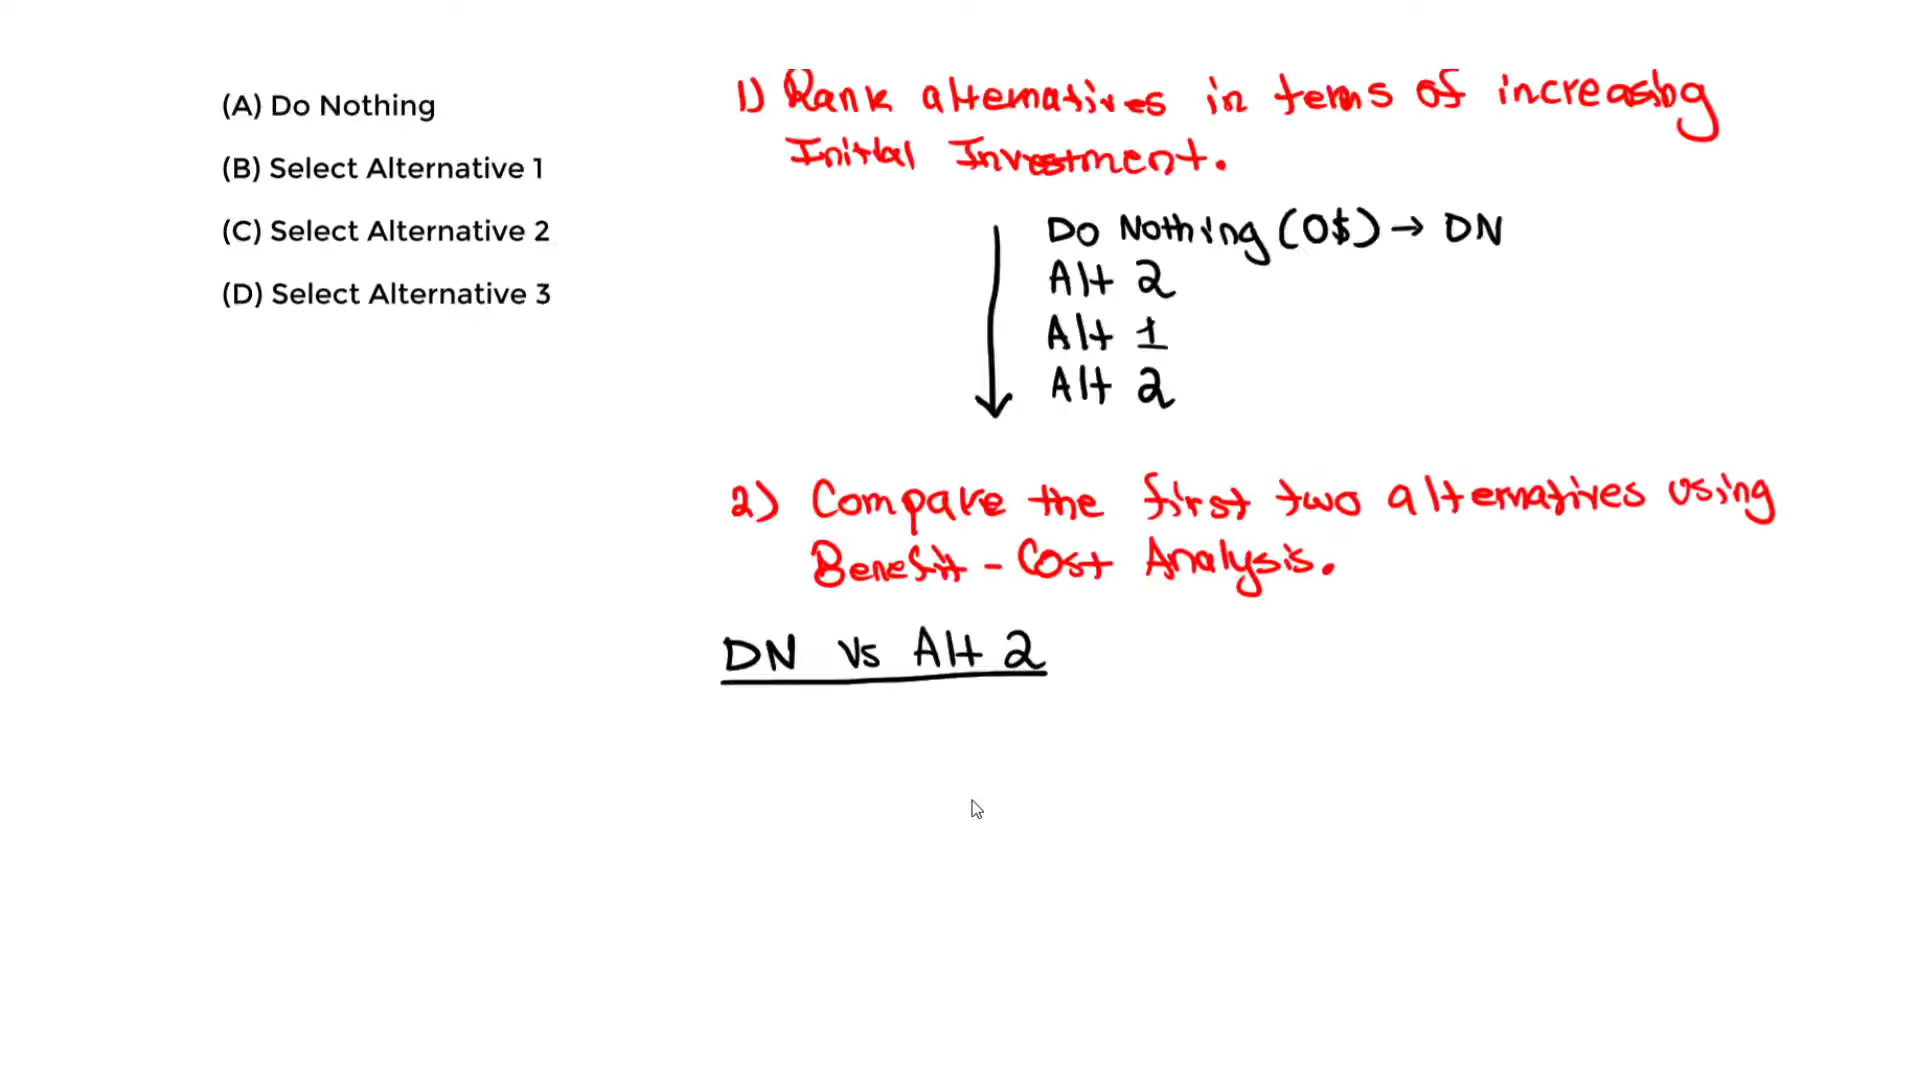 (A) Do Nothing
(B) Select Alternative 1
(C) Select Alternative 2
(D) Select Alternative 3
1) Rank alternatives in terms of increasing
Initial Investment.
Do Nothing (0$) → DN
Alt 2
Alt 1
Alt 2
2) Compare the first two alternatives using
Benefit - Cost Analysis.
DN Vs Alt 2